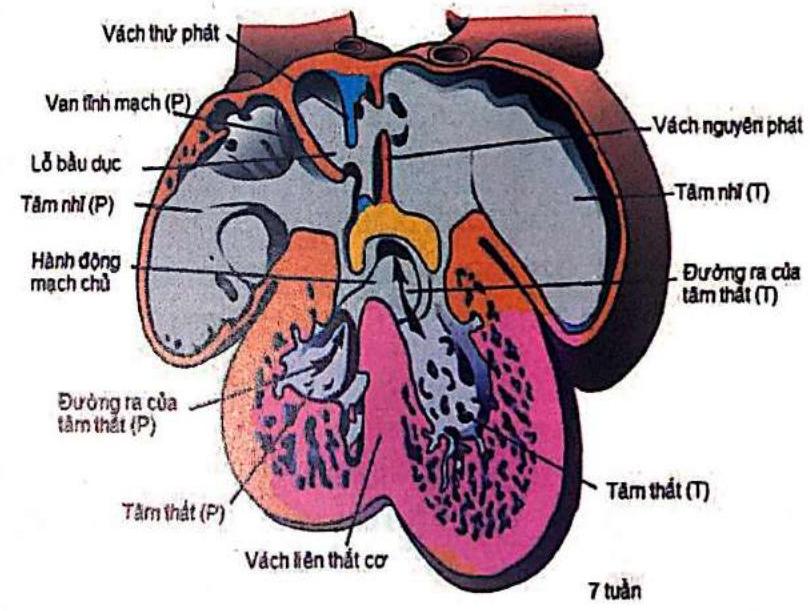 Vách thứ phát
Van tĩnh mạch (P)
Lỗ bầu dục
Tâm nhĩ (P)
Hành động
mạch chủ
Đường ra của
tâm thất (P)
Tâm thất (P)
Vách liên thất cơ
Vách nguyên phát
Tâm nhĩ (T)
Đường ra của
tâm thất (T)
Tâm thất (T)
7 tuần